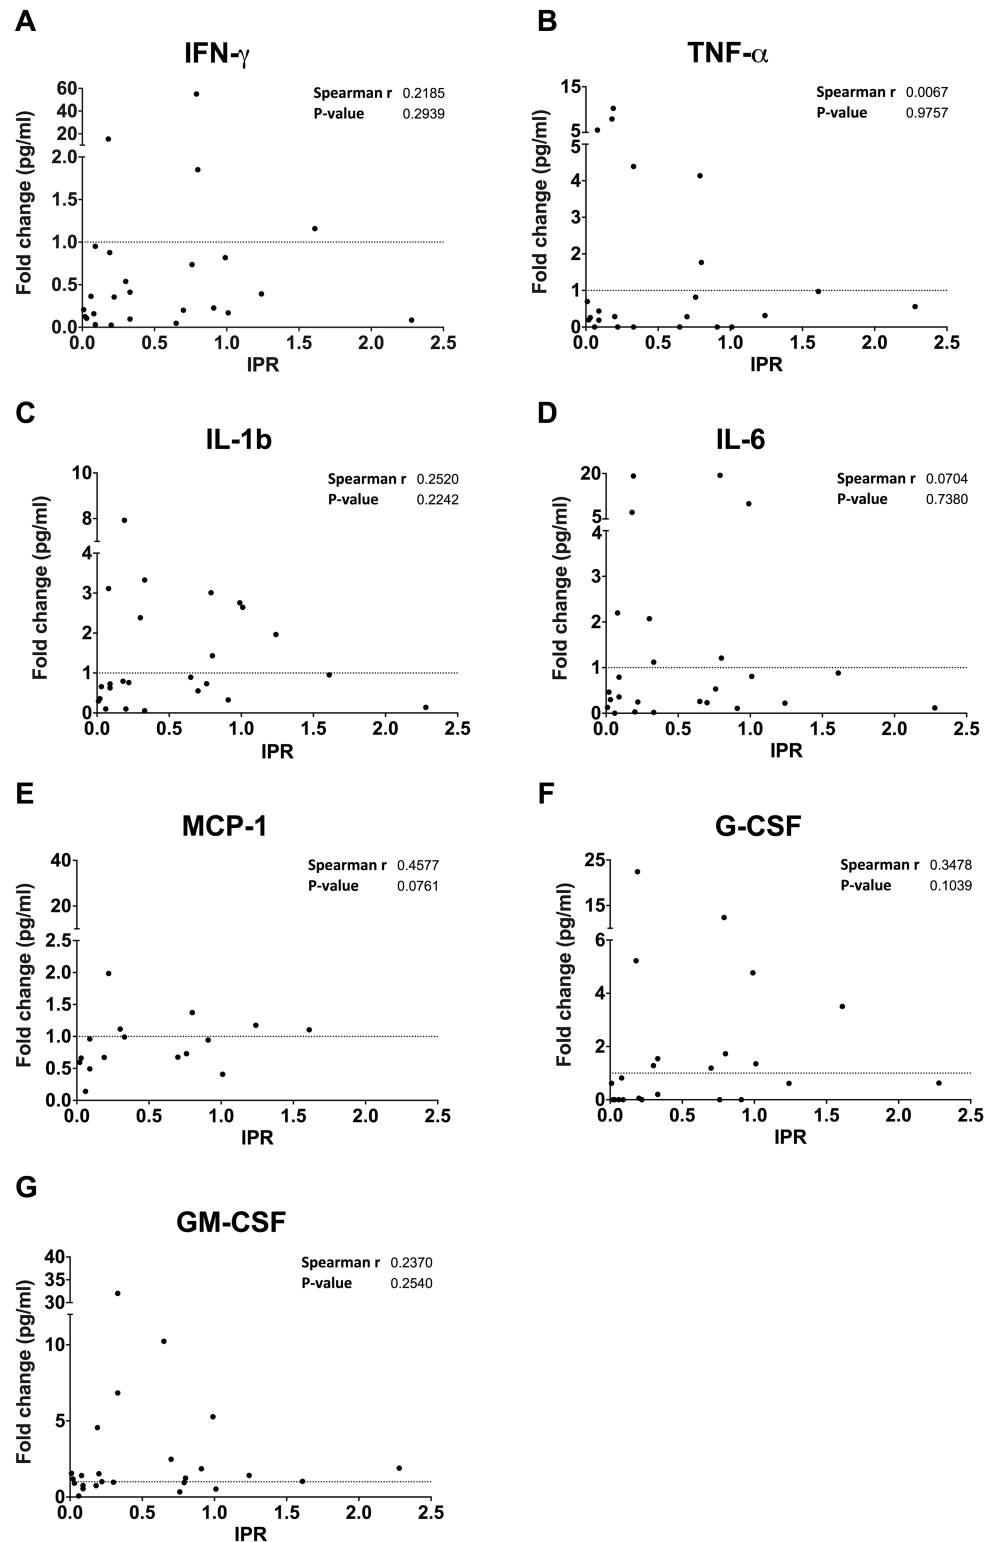 A
IFN-γ
Spearman r 0.2185
P-value 0.2939
Fold change (pg/ml)
60
40
20
2.0
1.5
1.0
0.5
0.0
0.0 0.5 1.0 1.5 2.0 2.5
IPR
B
TNF-α
Spearman r 0.0067
P-value 0.9757
Fold change (pg/ml)
15
5
5
4
3
2
1
0
0.0 0.5 1.0 1.5 2.0 2.5
IPR
C
IL-1b
Spearman r 0.2520
P-value 0.2242
Fold change (pg/ml)
10
8
4
3
2
1
0
0.0 0.5 1.0 1.5 2.0 2.5
IPR
D
IL-6
Spearman r 0.0704
P-value 0.7380
Fold change (pg/ml)
20
5
4
3
2
1
0
0.0 0.5 1.0 1.5 2.0 2.5
IPR
E
MCP-1
Spearman r 0.4577
P-value 0.0761
Fold change (pg/ml)
40
20
2.5
2.0
1.5
1.0
0.5
0.0
0.0 0.5 1.0 1.5 2.0 2.5
IPR
F
G-CSF
Spearman r 0.3478
P-value 0.1039
Fold change (pg/ml)
25
15
6
4
2
0
0.0 0.5 1.0 1.5 2.0 2.5
IPR
G
GM-CSF
Spearman r 0.2370
P-value 0.2540
Fold change (pg/ml)
40
35
30
10
5
0
0.0 0.5 1.0 1.5 2.0 2.5
IPR